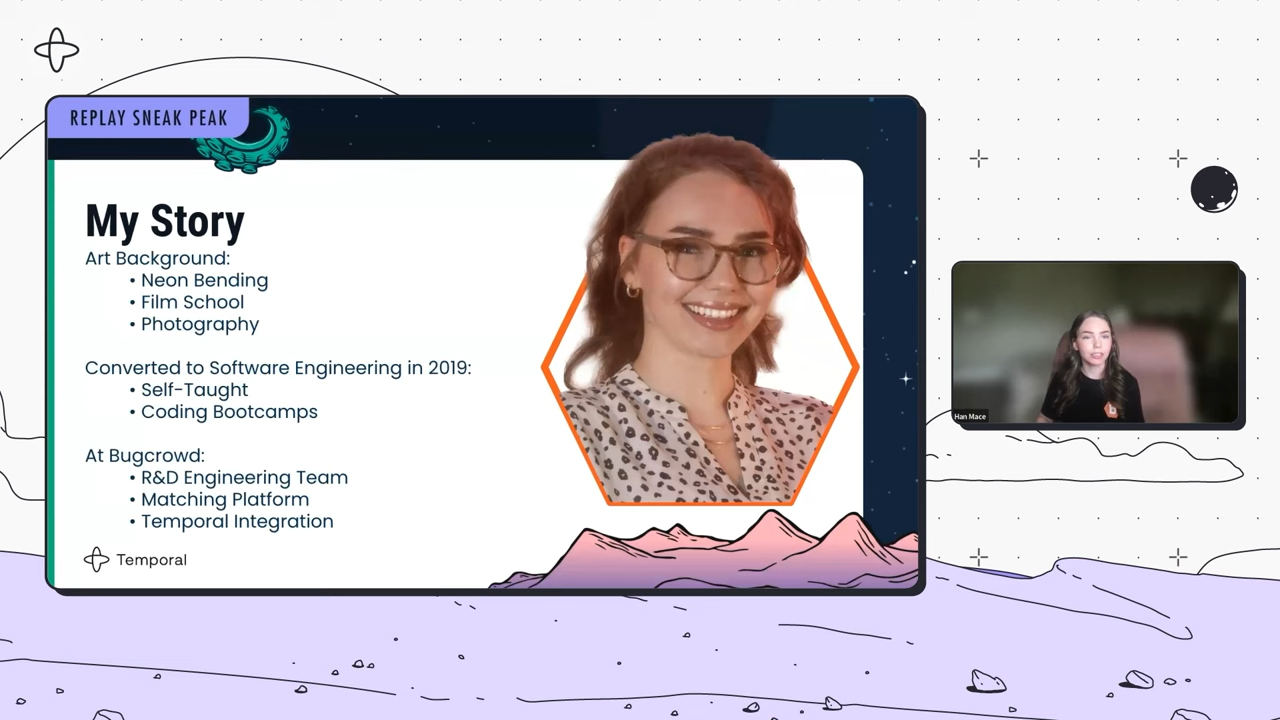 REPLAY SNEAK PEAK
My Story
Art Background:
• Neon Bending
• Film School
• Photography
Converted to Software Engineering in 2019:
• Self-Taught
• Coding Bootcamps
At Bugcrowd:
• R&D Engineering Team
• Matching Platform
• Temporal Integration
Temporal
Han Mace